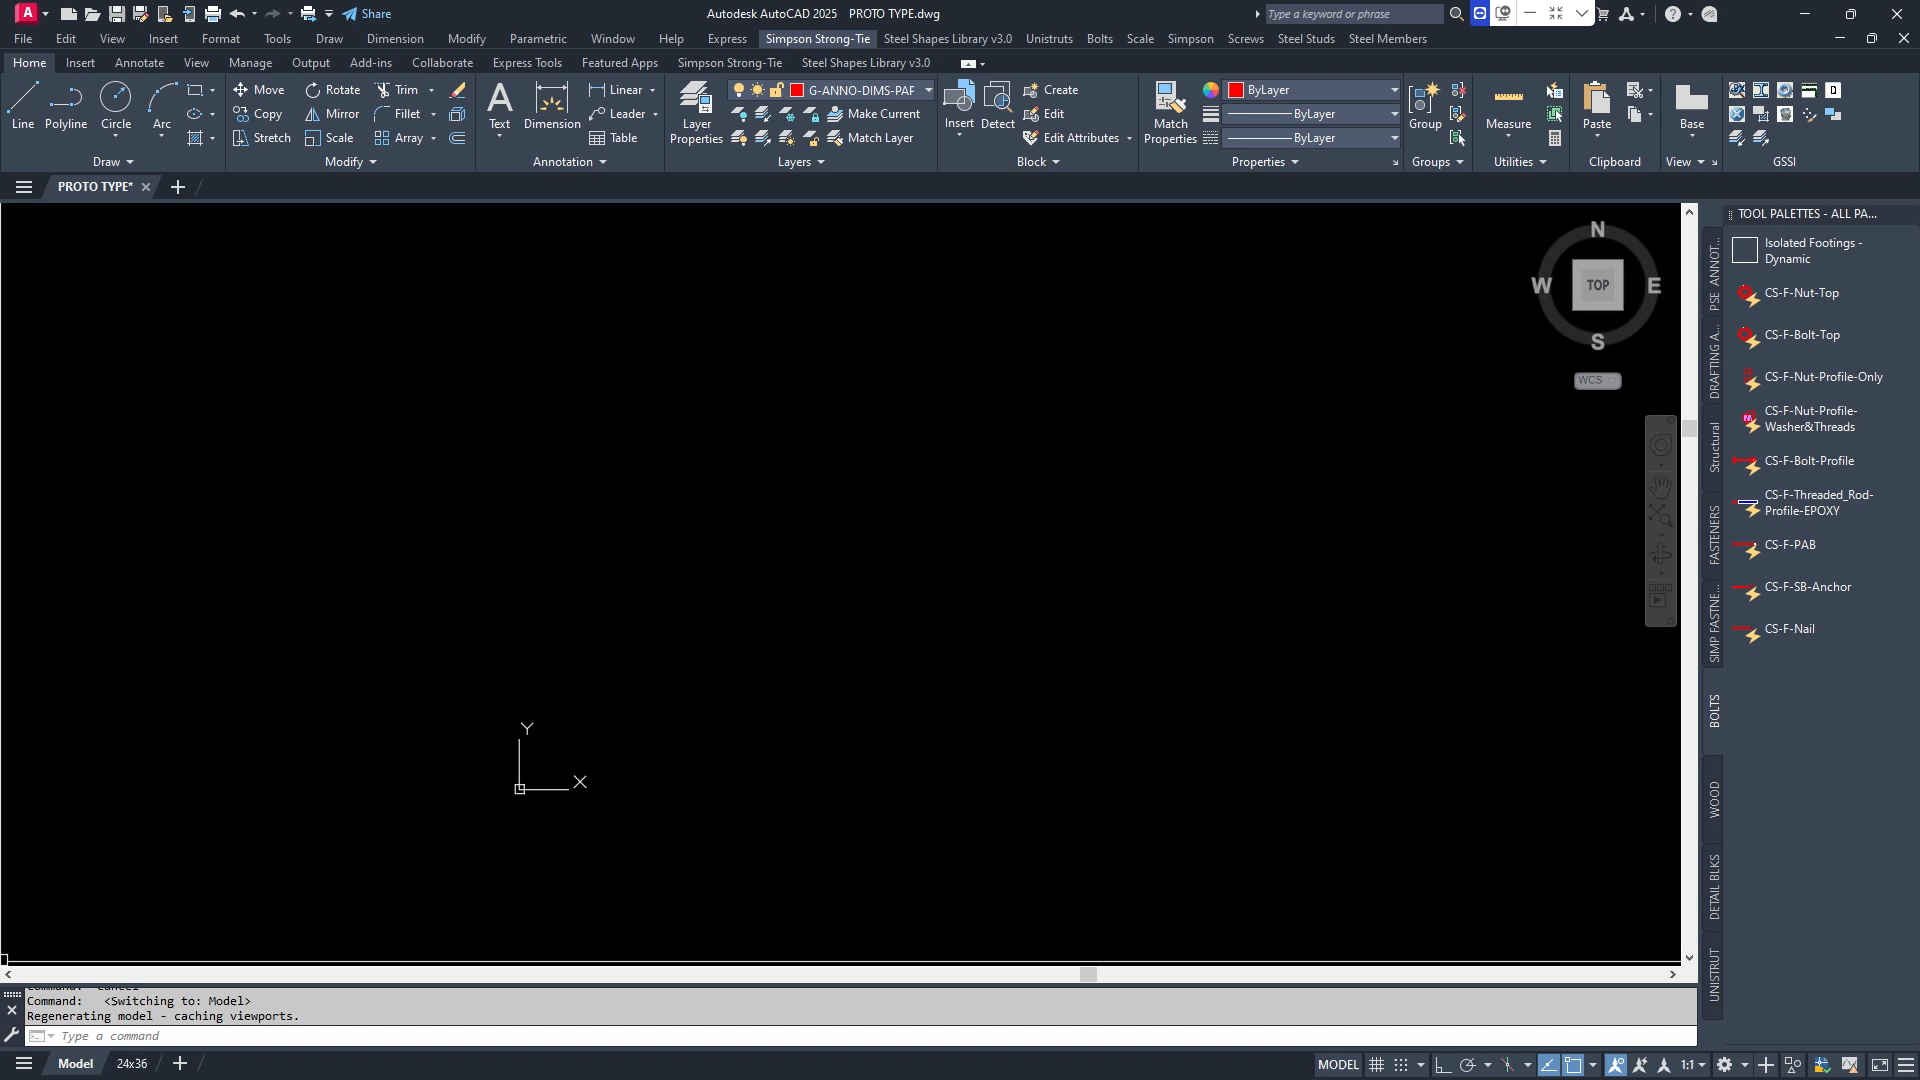 A
Share
Autodesk AutoCAD 2025 PROTO TYPE.dwg
Type a keyword or phrase
File Edit View Insert Format Tools Draw Dimension Modify Parametric Window Help Express Simpson Strong-Tie Steel Shapes Library v3.0 Unistruts Bolts Scale Simpson Screws Steel Studs Steel Members
Home Insert Annotate View Manage Output Add-ins Collaborate Express Tools Featured Apps Simpson Strong-Tie Steel Shapes Library v3.0
Line
Polyline
Circle
Arc
Draw
Move
Rotate
Trim
Copy
Mirror
Fillet
Stretch
Scale
Array
Modify
Text
Dimension
Linear
Leader
Table
Annotation
Layer
Properties
G-ANNO-DIMS-PAP
Make Current
Match Layer
Layers
Insert
Detect
Create
Edit
Edit Attributes
Block
Match
Properties
ByLayer
ByLayer
ByLayer
Properties
Group
Groups
Measure
Utilities
Paste
Clipboard
Base
View
D
GSSI
PROTO TYPE*
N
W
TOP
E
S
WCS
Y
X
TOOL PALETTES - ALL PA...
PSE ANNOT...
DRAFTING A...
Structural
FASTENERS
SIMP FASTNE...
BOLTS
WOOD
DETAIL BLKS
UNISTRUT
Isolated Footings -
Dynamic
CS-F-Nut-Top
CS-F-Bolt-Top
CS-F-Nut-Profile-Only
CS-F-Nut-Profile-
Washer&Threads
CS-F-Bolt-Profile
CS-F-Threaded_Rod-
Profile-EPOXY
CS-F-PAB
CS-F-SB-Anchor
CS-F-Nail
Command: *Cancel*
Command: <Switching to: Model>
Regenerating model - caching viewports.
Type a command
Model 24x36
MODEL
1:1